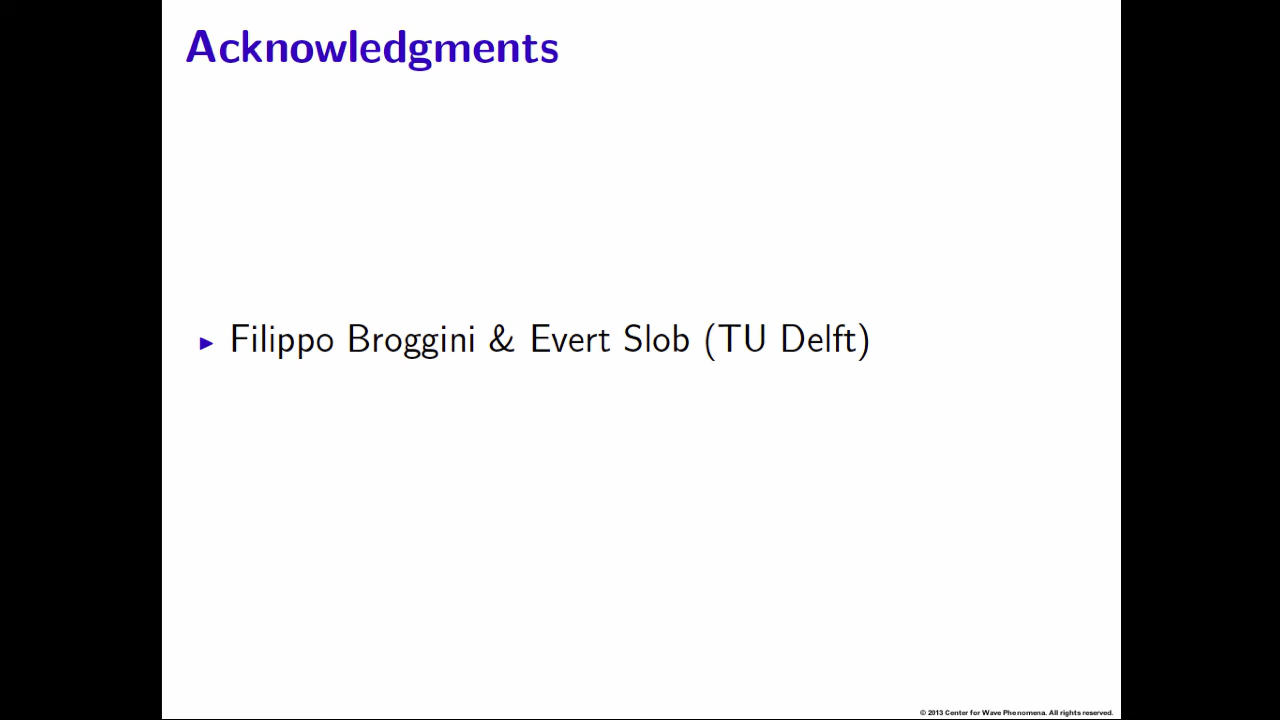 Acknowledgments
▶ Filippo Broggini & Evert Slob (TU Delft)
© 2013 Center for Wave Phenomena. All rights reserved.